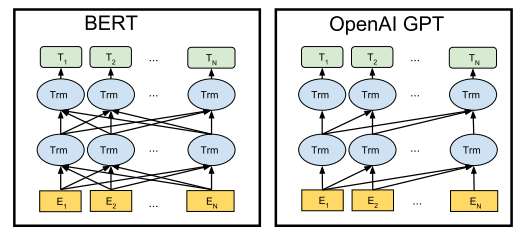 BERT
T1 T2 ... TN
Trm Trm ... Trm
Trm Trm ... Trm
E1 E2 ... EN
OpenAI GPT
T1 T2 ... TN
Trm Trm ... Trm
Trm Trm ... Trm
E1 E2 ... EN